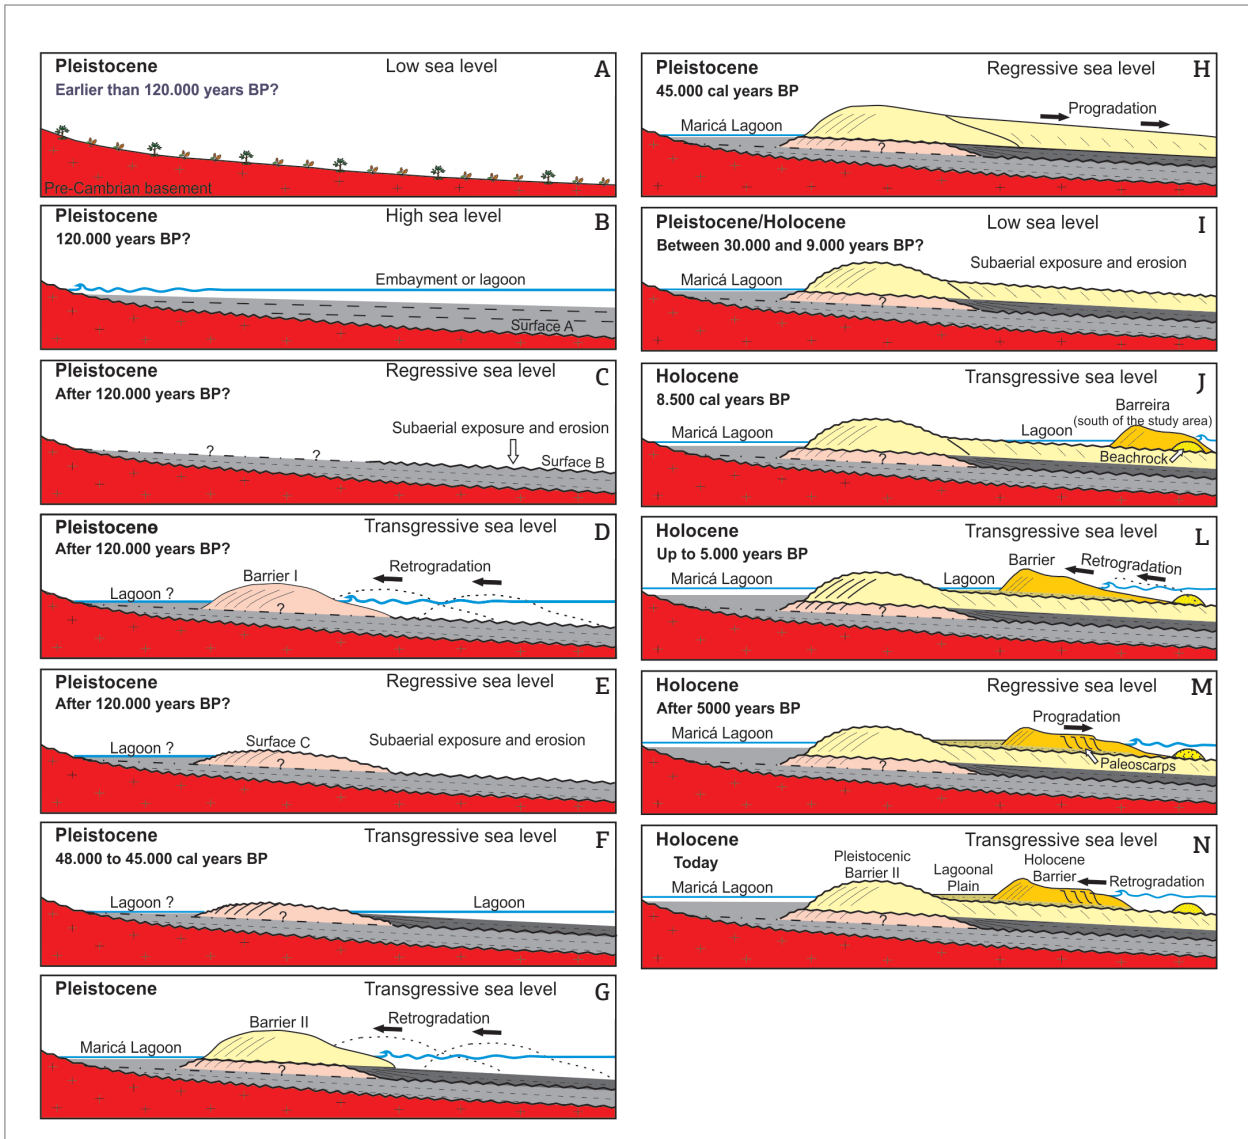 Pleistocene
Low sea level
A
Earlier than 120.000 years BP?
Pre-Cambrian basement
Pleistocene
High sea level
B
120.000 years BP?
Embayment or lagoon
Surface A
Pleistocene
Regressive sea level
C
After 120.000 years BP?
Subaerial exposure and erosion
? ?
Surface B
Pleistocene
Transgressive sea level
D
After 120.000 years BP?
Retrogradation
Barrier I
Lagoon ?
?
Pleistocene
Regressive sea level
E
After 120.000 years BP?
Surface C
Subaerial exposure and erosion
Lagoon ?
?
Pleistocene
Transgressive sea level
F
48.000 to 45.000 cal years BP
Lagoon ?
Lagoon
?
Pleistocene
Transgressive sea level
G
Barrier II
Retrogradation
Maricá Lagoon
?
Pleistocene
Regressive sea level
H
45.000 cal years BP
Progradation
Maricá Lagoon
?
Pleistocene/Holocene
Low sea level
I
Between 30.000 and 9.000 years BP?
Subaerial exposure and erosion
Maricá Lagoon
?
Holocene
Transgressive sea level
J
8.500 cal years BP
Barreira
(south of the study area)
Maricá Lagoon
Lagoon
Beachrock
?
Holocene
Transgressive sea level
L
Up to 5.000 years BP
Barrier
Retrogradation
Maricá Lagoon
Lagoon
?
Holocene
Regressive sea level
M
After 5000 years BP
Progradation
Maricá Lagoon
Paleoscarps
?
Holocene
Transgressive sea level
N
Today
Pleistocenic
Barrier II
Lagoonal
Plain
Holocene
Barrier
Retrogradation
Maricá Lagoon
?